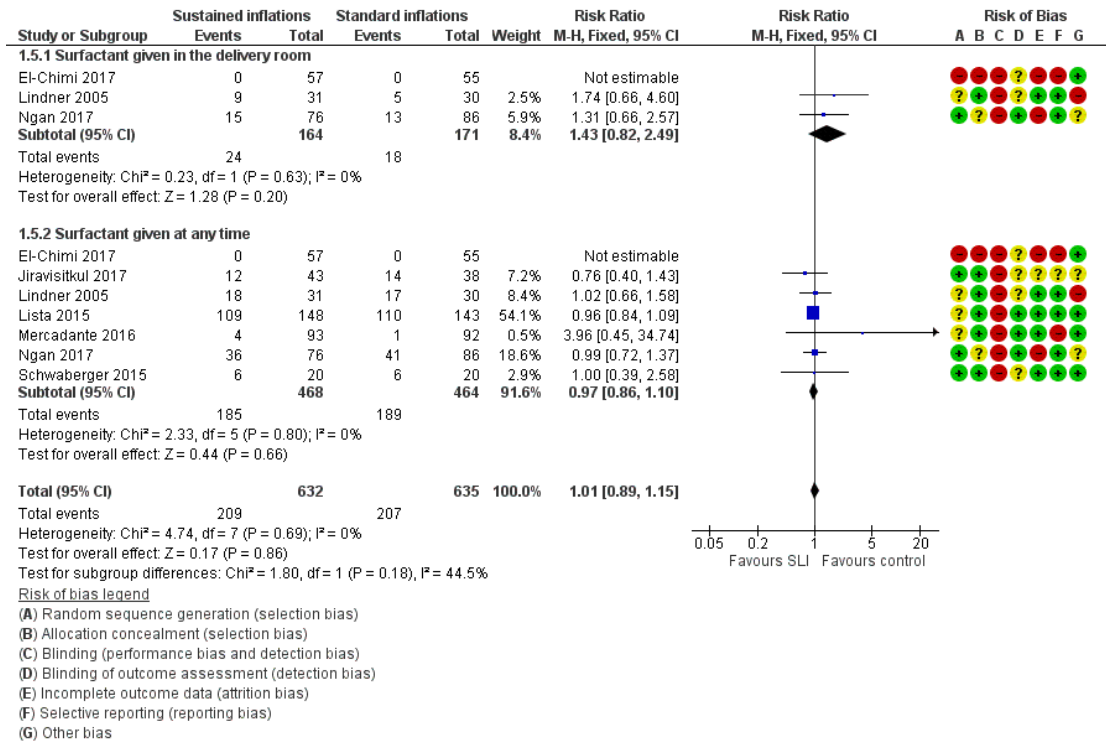 Sustained inflations Standard inflations Risk Ratio Risk Ratio Risk of Bias
Study or Subgroup Events Total Events Total Weight M-H, Fixed, 95% CI M-H, Fixed, 95% CI A B C D E F G
1.5.1 Surfactant given in the delivery room
El-Chimi 2017 0 57 0 55 Not estimable - - - ? - - +
Lindner 2005 9 31 5 30 2.5% 1.74 [0.66, 4.60] ? + - ? + + -
Ngan 2017 15 76 13 86 5.9% 1.31 [0.66, 2.57] + ? - + - + ?
Subtotal (95% CI) 164 171 8.4% 1.43 [0.82, 2.49]
Total events 24 18
Heterogeneity: Chi² = 0.23, df = 1 (P = 0.63); I² = 0%
Test for overall effect: Z = 1.28 (P = 0.20)
1.5.2 Surfactant given at any time
El-Chimi 2017 0 57 0 55 Not estimable - - - ? - - +
Jiravisitkul 2017 12 43 14 38 7.2% 0.76 [0.40, 1.43] + + - ? ? ? ?
Lindner 2005 18 31 17 30 8.4% 1.02 [0.66, 1.58] ? + - ? + + -
Lista 2015 109 148 110 143 54.1% 0.96 [0.84, 1.09] ? + - + + + +
Mercadante 2016 4 93 1 92 0.5% 3.96 [0.45, 34.74] ? + - + + - +
Ngan 2017 36 76 41 86 18.6% 0.99 [0.72, 1.37] + ? - + - + ?
Schwaberger 2015 6 20 6 20 2.9% 1.00 [0.39, 2.58] + + - ? + + +
Subtotal (95% CI) 468 464 91.6% 0.97 [0.86, 1.10]
Total events 185 189
Heterogeneity: Chi² = 2.33, df = 5 (P = 0.80); I² = 0%
Test for overall effect: Z = 0.44 (P = 0.66)
Total (95% CI) 632 635 100.0% 1.01 [0.89, 1.15]
Total events 209 207
Heterogeneity: Chi² = 4.74, df = 7 (P = 0.69); I² = 0%
Test for overall effect: Z = 0.17 (P = 0.86)
Test for subgroup differences: Chi² = 1.80, df = 1 (P = 0.18), I² = 44.5%
0.05 0.2 1 5 20
Favours SLI Favours control
Risk of bias legend
(A) Random sequence generation (selection bias)
(B) Allocation concealment (selection bias)
(C) Blinding (performance bias and detection bias)
(D) Blinding of outcome assessment (detection bias)
(E) Incomplete outcome data (attrition bias)
(F) Selective reporting (reporting bias)
(G) Other bias